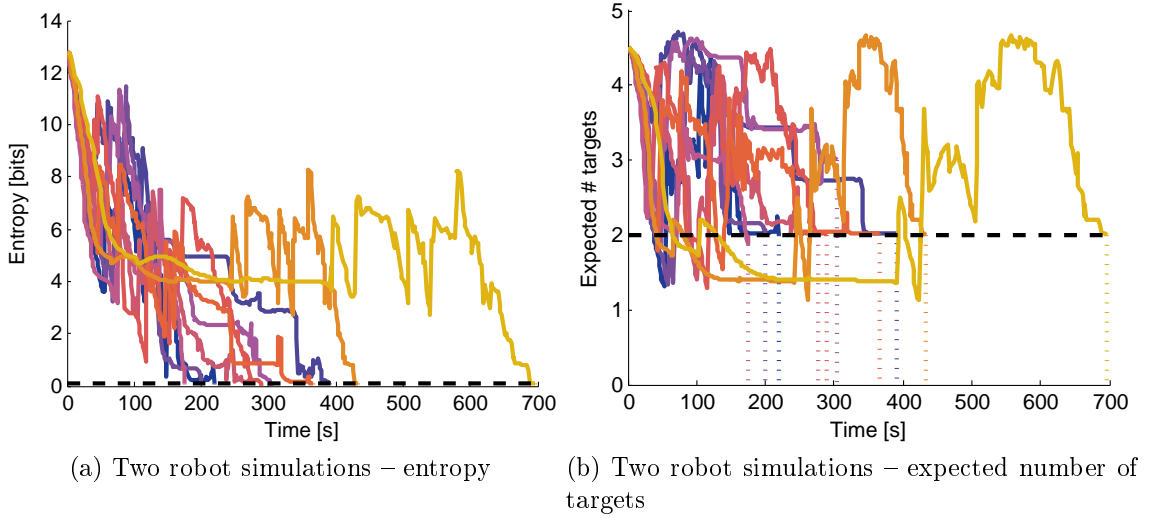 14
12
10
8
6
4
2
0
Entropy [bits]
0 100 200 300 400 500 600 700
Time [s]
(a) Two robot simulations – entropy
5
4
3
2
1
0
Expected # targets
0 100 200 300 400 500 600 700
Time [s]
(b) Two robot simulations – expected number of
targets